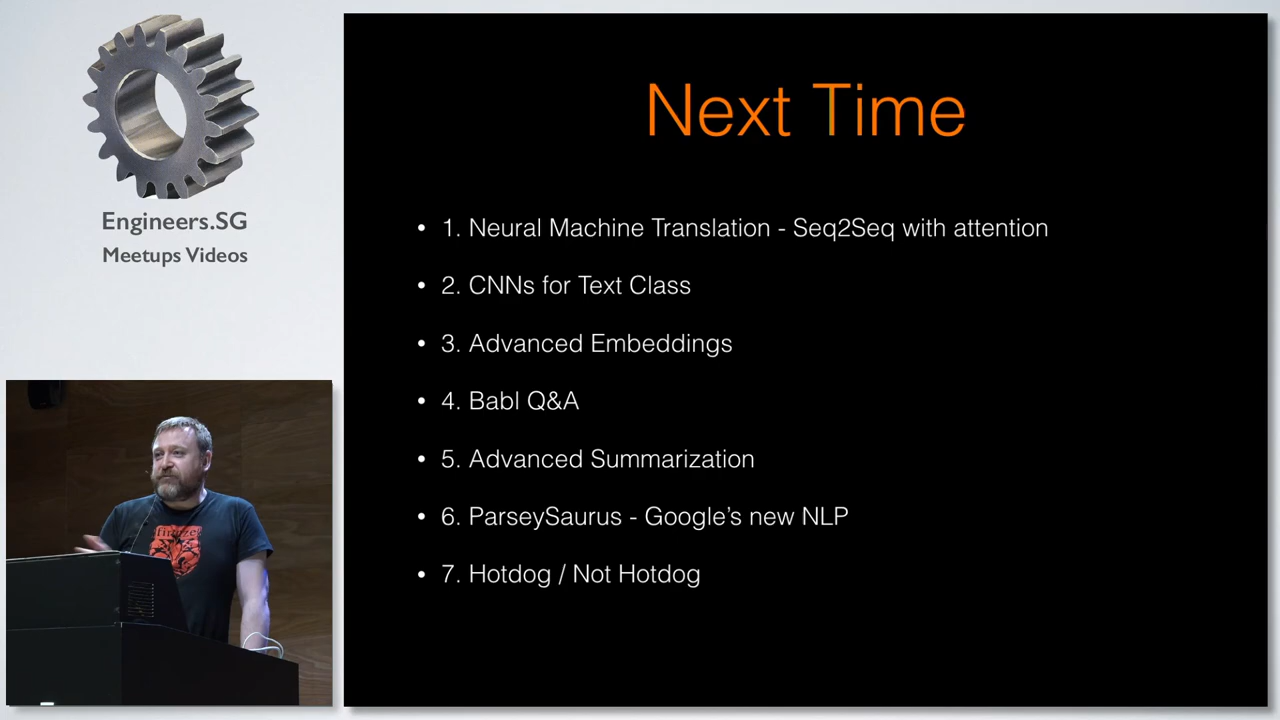 Engineers.SG
Meetups Videos
Next Time
• 1. Neural Machine Translation - Seq2Seq with attention
• 2. CNNs for Text Class
• 3. Advanced Embeddings
• 4. BabI Q&A
• 5. Advanced Summarization
• 6. ParseySaurus - Google’s new NLP
• 7. Hotdog / Not Hotdog